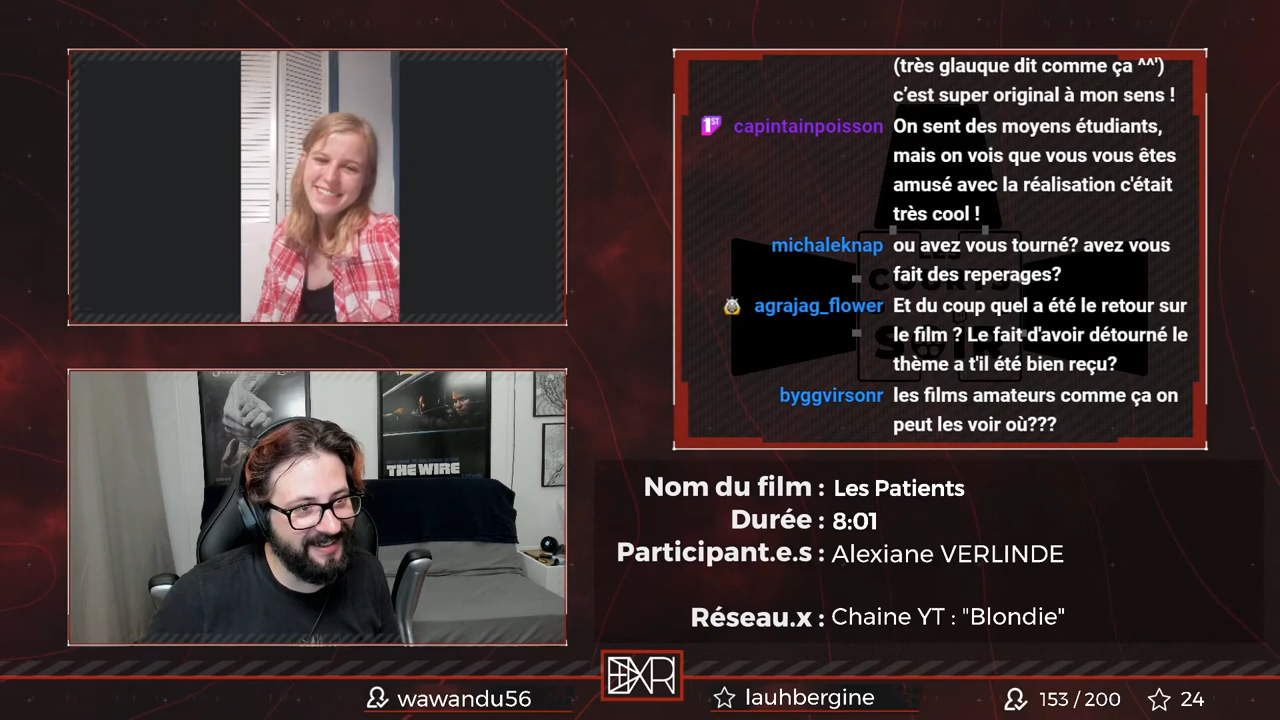 (très glauque dit comme ça ^^')
c'est super original à mon sens !
1ST capintainpoisson On sent des moyens étudiants,
mais on vois que vous vous êtes
amusé avec la réalisation c'était
très cool !
michaleknap ou avez vous tourné? avez vous
fait des reperages?
agrajag_flower Et du coup quel a été le retour sur
le film ? Le fait d'avoir détourné le
thème a t'il été bien reçu?
byggvirsonr les films amateurs comme ça on
peut les voir où???
THE WIRE
Nom du film : Les Patients
Durée : 8:01
Participant.e.s : Alexiane VERLINDE
Réseau.x : Chaine YT : "Blondie"
wawandu56
lauhbergine
153 / 200
24